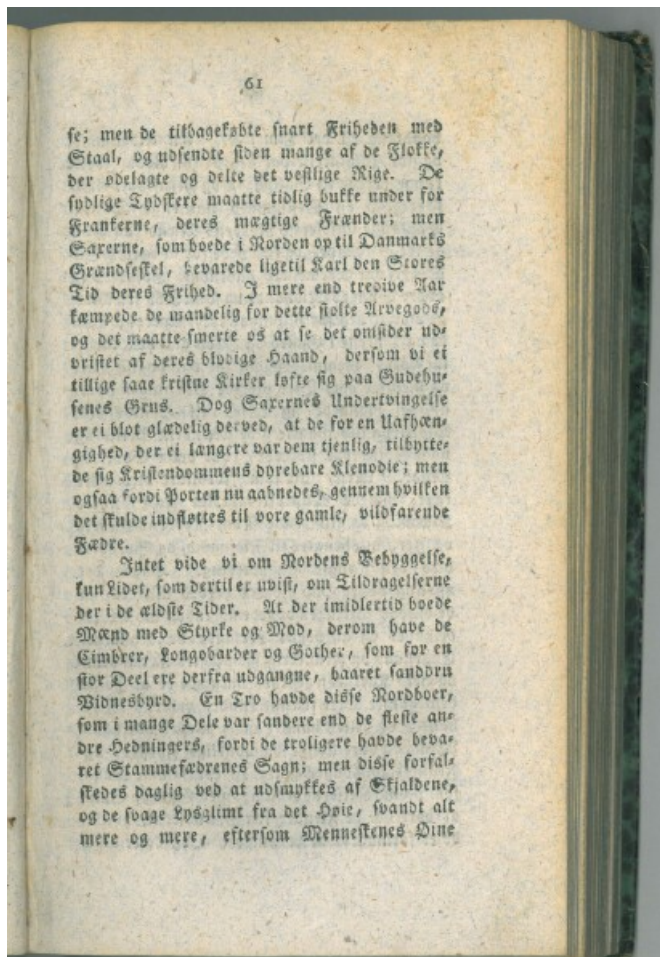 61
se; men de tilbagekøbte snart Friheden med
Staal, og udsendte siden mange af de Flokke,
der ødelagte og delte det vestlige Rige. De
sydlige Tydskere maatte tidlig bukke under for
Frankerne, deres mægtige Frænder; men
Saxerne, som boede i Norden op til Danmarks
Grændseskel, bevarede ligetil Karl den Stores
Tid deres Frihed. I mere end tredive Aar
kæmpede de mandelig for dette stolte Arvegods,
og det maatte smerte os at se det omsider ud-
vristet af deres blodige Haand, dersom vi ei
tillige saae kristne Kirker løfte sig paa Gudehu-
senes Grus. Dog Saxernes Undertvingelse
er ei blot glædelig derved, at de for en Uafhæn-
gighed, der ei længere var dem tjenlig, tilbytte-
de sig Kristendommens dyrebare Klenodie; men
ogsaa fordi Porten nu aabnedes, gennem hvilken
det skulde indfløttes til vore gamle, vildfarende
Fædre.
Intet vide vi om Nordens Bebyggelse,
kun Lidet, som dertil er uvist, om Tildragelserne
der i de ældste Tider. At der imidlertid boede
Mænd med Styrke og Mod, derom have de
Cimbrer, Longobarder og Gother, som for en
stor Deel ere derfra udgangne, baaret sanddru
Vidnesbyrd. En Tro havde disse Nordboer,
som i mange Dele var sandere end de fleste an-
dre Hedningers, fordi de troligere havde beva-
ret Stammefædrenes Sagn; men disse forfal-
skedes daglig ved at udsmykkes af Skjaldene,
og de svage Lysglimt fra det Høie, svandt alt
mere og mere, eftersom Menneskenes Øine